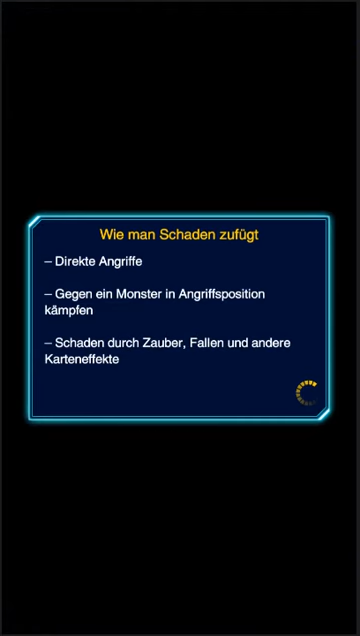 Wie man Schaden zufügt
– Direkte Angriffe
– Gegen ein Monster in Angriffsposition
kämpfen
– Schaden durch Zauber, Fallen und andere
Karteneffekte